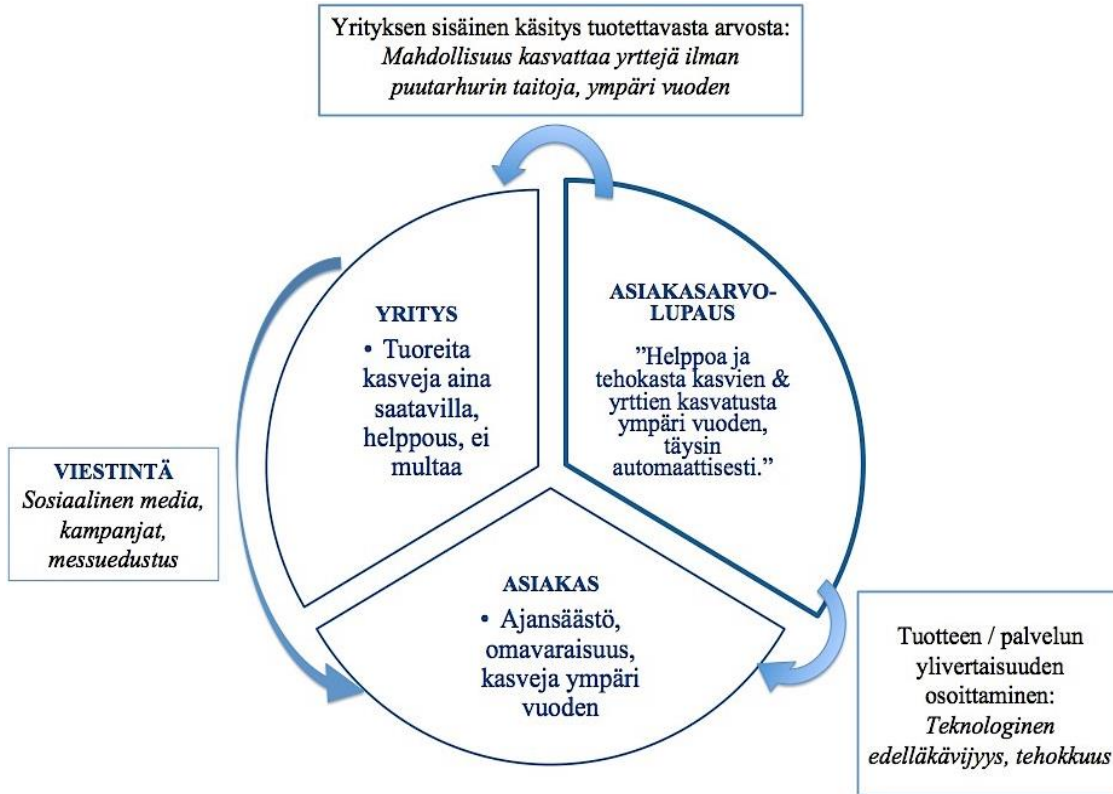 Yrityksen sisäinen käsitys tuotettavasta arvosta:
Mahdollisuus kasvattaa yrttejä ilman
puutarhurin taitoja, ympäri vuoden
YRITYS
• Tuoreita
kasveja aina
saatavilla,
helppous, ei
multaa
ASIAKASARVO-
LUPAUS
”Helppoa ja
tehokasta kasvien &
yrttien kasvatusta
ympäri vuoden,
täysin
automaattisesti.”
VIESTINTÄ
Sosiaalinen media,
kampanjat,
messuedustus
ASIAKAS
• Ajansäästö,
omavaraisuus,
kasveja ympäri
vuoden
Tuotteen / palvelun
ylivertaisuuden
osoittaminen:
Teknologinen
edelläkävijyys, tehokkuus